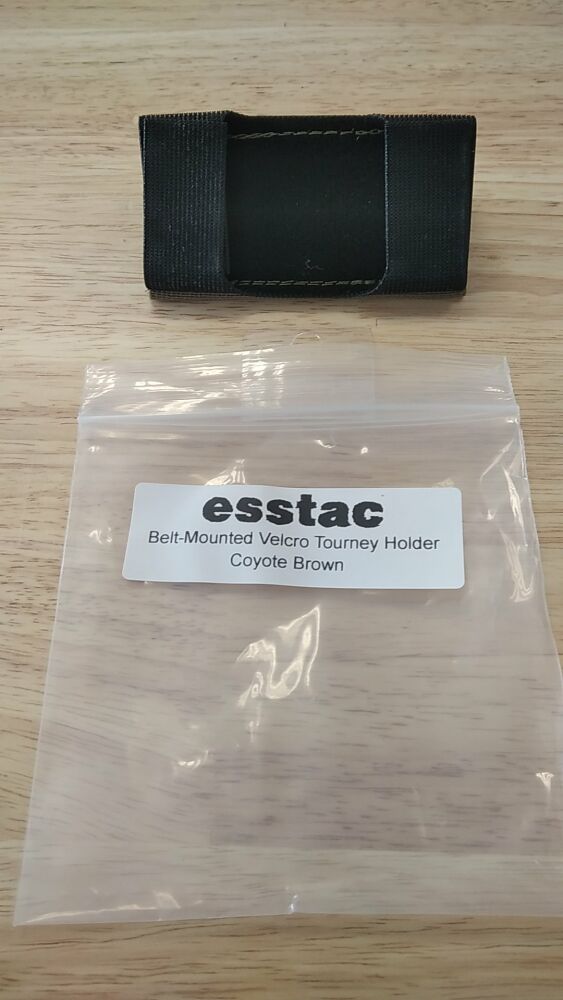 esstac
Belt-Mounted Velcro Tourney Holder
Coyote Brown